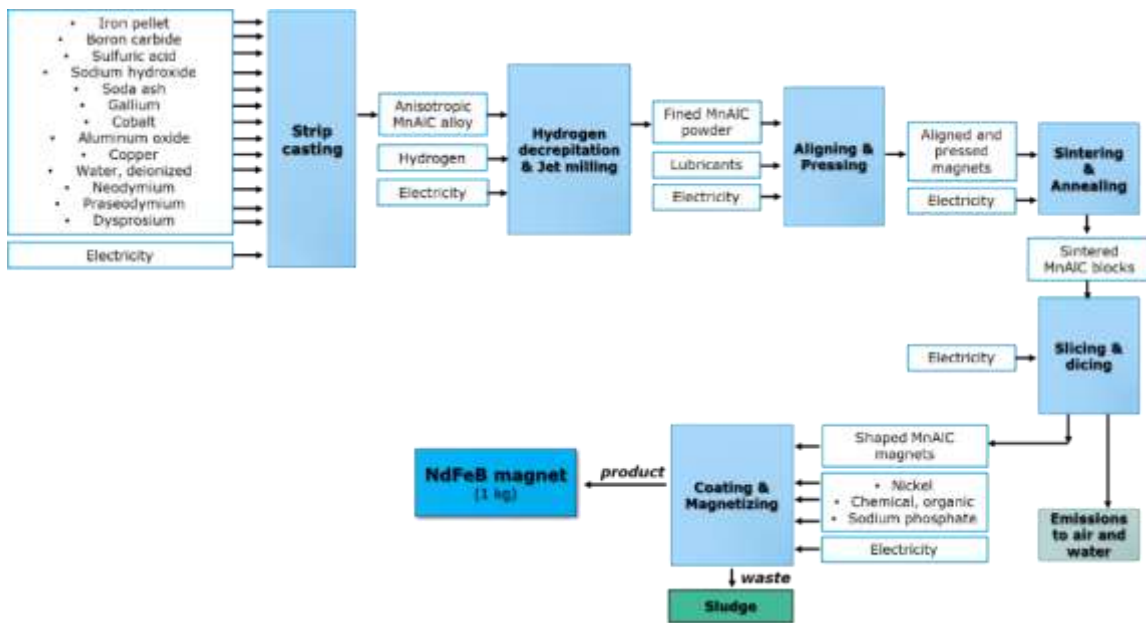 • Iron pellet
• Boron carbide
• Sulfuric acid
• Sodium hydroxide
• Soda ash
• Gallium
• Cobalt
• Aluminum oxide
• Copper
• Water, deionized
• Neodymium
• Praseodymium
• Dysprosium
Electricity
Strip
casting
Anisotropic
MnAlC alloy
Hydrogen
Electricity
Hydrogen
decrepitation
& Jet milling
Fined MnAlC
powder
Lubricants
Electricity
Aligning &
Pressing
Aligned and
pressed magnets
Electricity
Sintering
&
Annealing
Sintered
MnAlC blocks
Electricity
Slicing &
dicing
Emissions
to air and
water
Shaped MnAlC
magnets
• Nickel
• Chemical, organic
• Sodium phosphate
Electricity
Coating &
Magnetizing
product
NdFeB magnet
(1 kg)
waste
Sludge